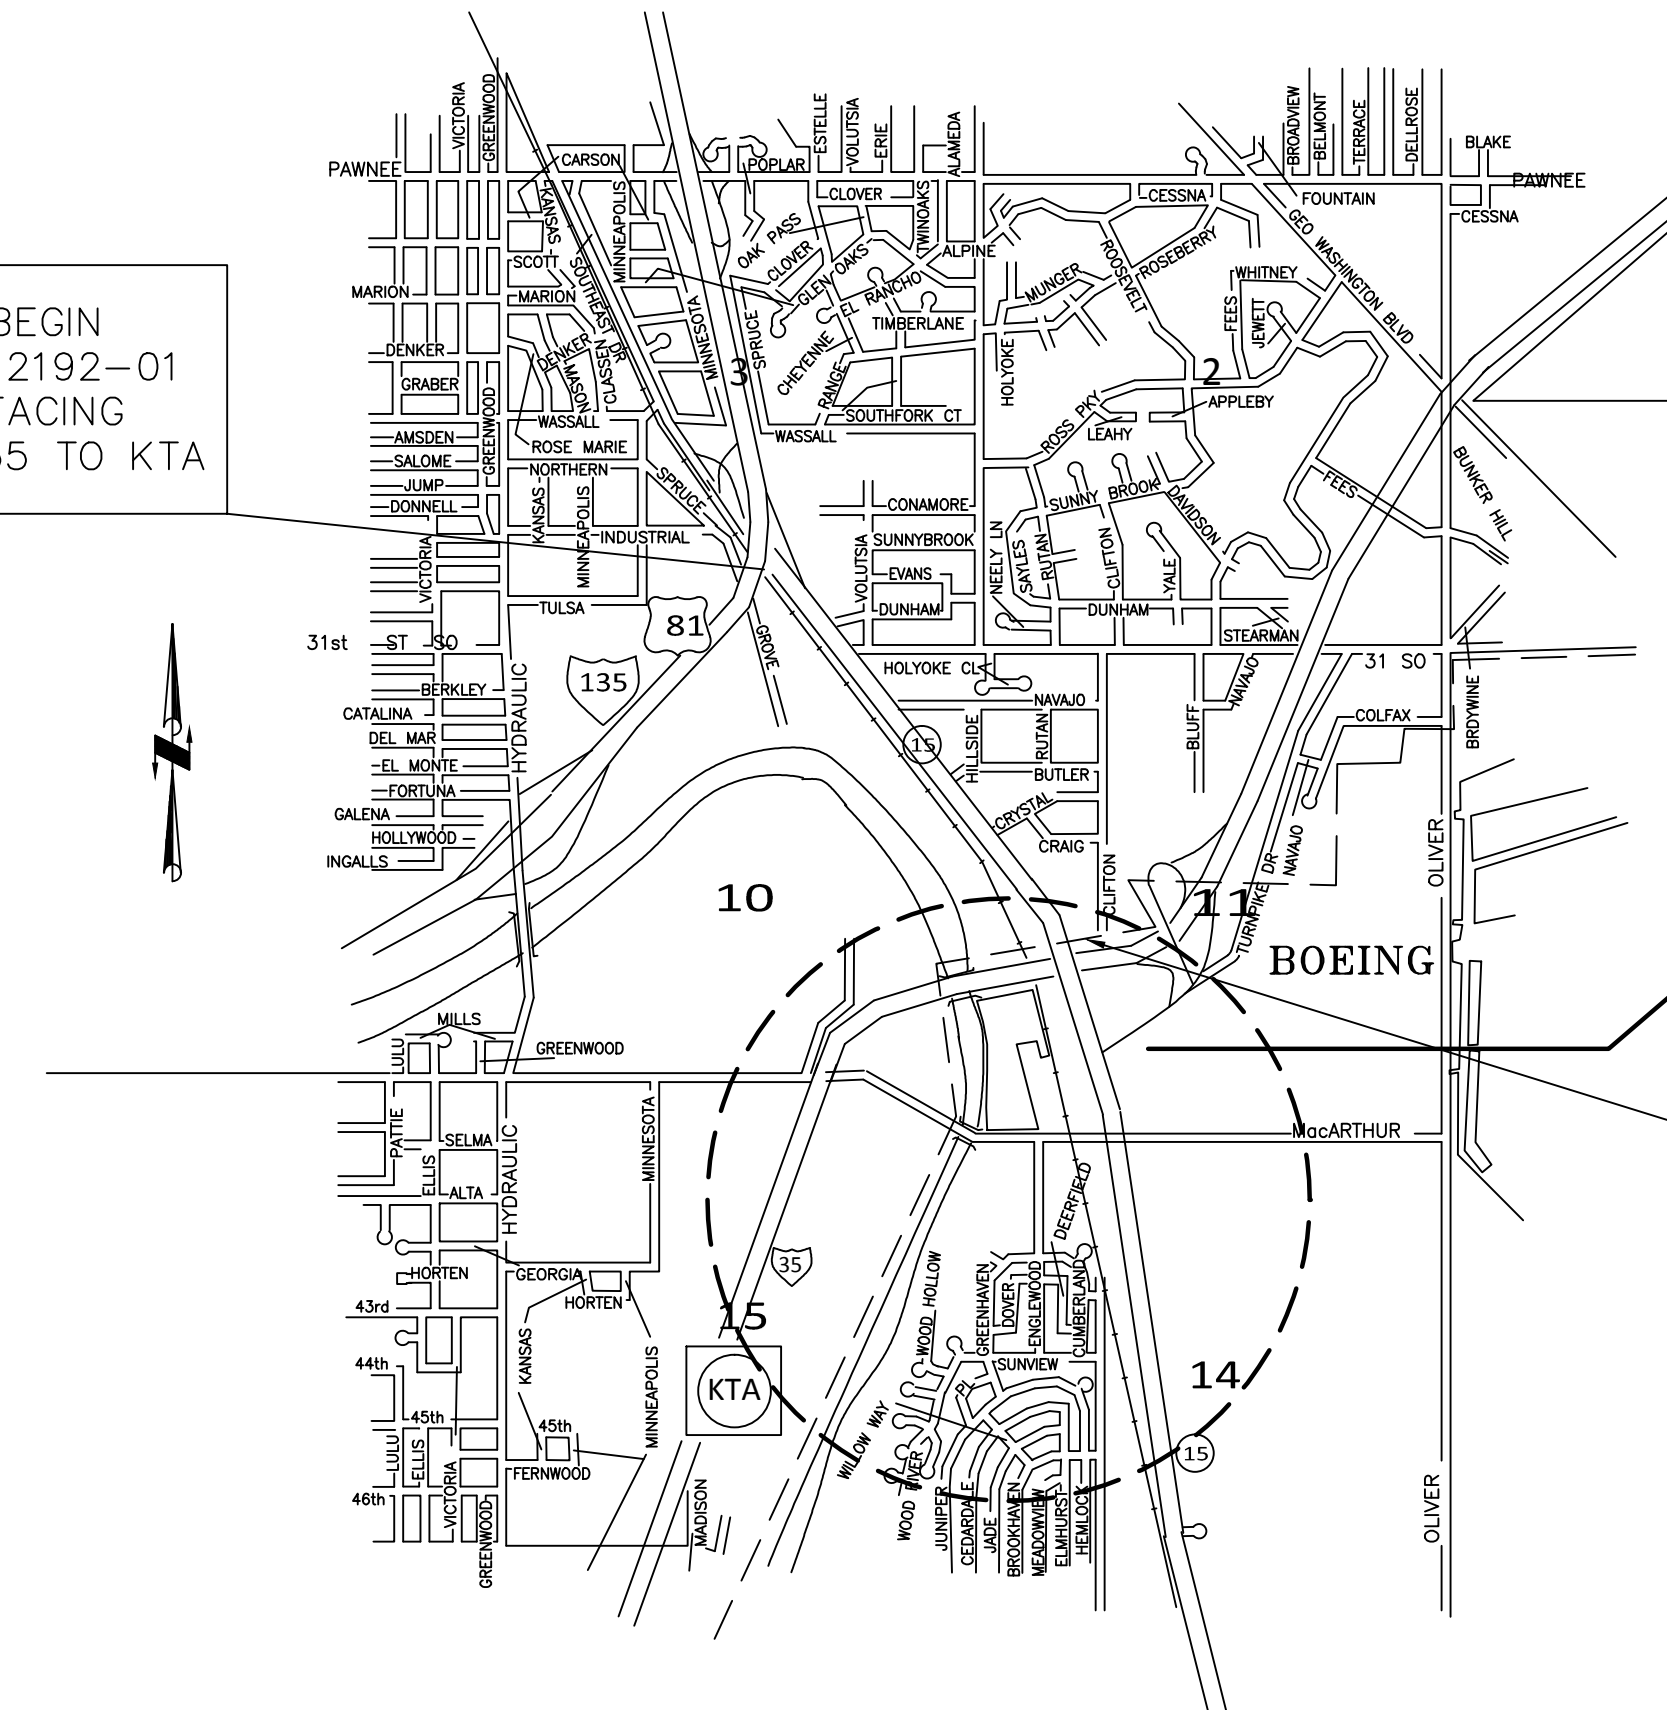 BEGIN
2192-01
TACING
TO KTA
VICTORIA
GREENWOOD
ESTELLE
VOLUTSIA
ERIE
ALAMEDA
BROADVIEW
BELMONT
TERRACE
DELLROSE
BLAKE
PAWNEE
CARSON
POPLAR
PAWNEE
CESSNA
CLOVER
CESSNA
FOUNTAIN
KANSAS
MINNEAPOLIS
TWINOAKS
OAK PASS
CLOVER
GLEN OAKS
ALPINE
ROOSEVELT
ROSEBERRY
GEO WASHINGTON BLVD
SCOTT
SOUTHEAST DR
MARION
MARION
EL RANCHO
MUNGER
WHITNEY
FEES
JEWETT
TIMBERLANE
MINNESOTA
SPRUCE
CHEYENNE
RANGE
HOLYOKE
DENKER
DENKER
MASON
CLASSEN
3
2
GRABER
GREENWOOD
WASSALL
SOUTHFORK CT
WASSALL
ROSS PKY
APPLEBY
LEAHY
AMSDEN
ROSE MARIE
SALOME
NORTHERN
JUMP
DONNELL
KANSAS
MINNEAPOLIS
SPRUCE
CONAMORE
SUNNY BROOK
DAVIDSON
FEES
BUNKER HILL
INDUSTRIAL
SUNNYBROOK
VICTORIA
VOLUTSIA
EVANS
NEELY LN
SAYLES
RUTAN
CLIFTON
YALE
TULSA
DUNHAM
DUNHAM
STEARMAN
81
GROVE
31st ST SO
31 SO
HOLYOKE CL
135
BERKLEY
HYDRAULIC
NAVAJO
NAVAJO
CATALINA
COLFAX
BRDYWINE
DEL MAR
15
HILLSIDE
RUTAN
BLUFF
EL MONTE
BUTLER
FORTUNA
GALENA
CRYSTAL
HOLLYWOOD
CRAIG
INGALLS
OLIVER
NAVAJO
TURNPIKE DR
CLIFTON
10
11
BOEING
MILLS
LULU
GREENWOOD
PATTIE
SELMA
ELLIS
ALTA
HYDRAULIC
MINNESOTA
MacARTHUR
DEERFIELD
HORTEN
GEORGIA
HORTEN
35
43rd
15
WOOD HOLLOW
GREENHAVEN
DOVER
ENGLEWOOD
CUMBERLAND
44th
KANSAS
MINNEAPOLIS
KTA
SUNVIEW
PL
14
45th
45th
WILLOW WAY
15
LULU
ELLIS
VICTORIA
FERNWOOD
46th
GREENWOOD
MADISON
WOOD RIVER
JUNIPER
CEDARDALE
JADE
BROOKHAVEN
MEADOWVIEW
ELMHURST
HEMLOCK
OLIVER